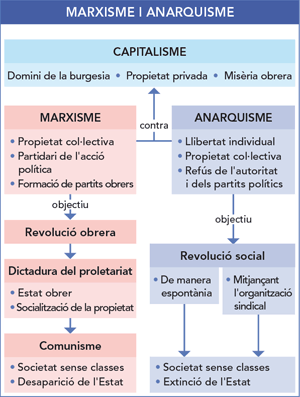 MARXISME I ANARQUISME
CAPITALISME
Domini de la burgesia • Propietat privada • Misèria obrera
contra
MARXISME
• Propietat col·lectiva
• Partidari de l'acció
política
• Formació de partits obrers
ANARQUISME
• Llibertat individual
• Propietat col·lectiva
• Refús de l'autoritat
i dels partits polítics
objectiu
objectiu
Revolució obrera
Dictadura del proletariat
• Estat obrer
• Socialització de la propietat
Comunisme
• Societat sense classes
• Desaparició de l'Estat
Revolució social
• De manera
espontània
• Mitjançant
l'organització
sindical
• Societat sense classes
• Extinció de l'Estat